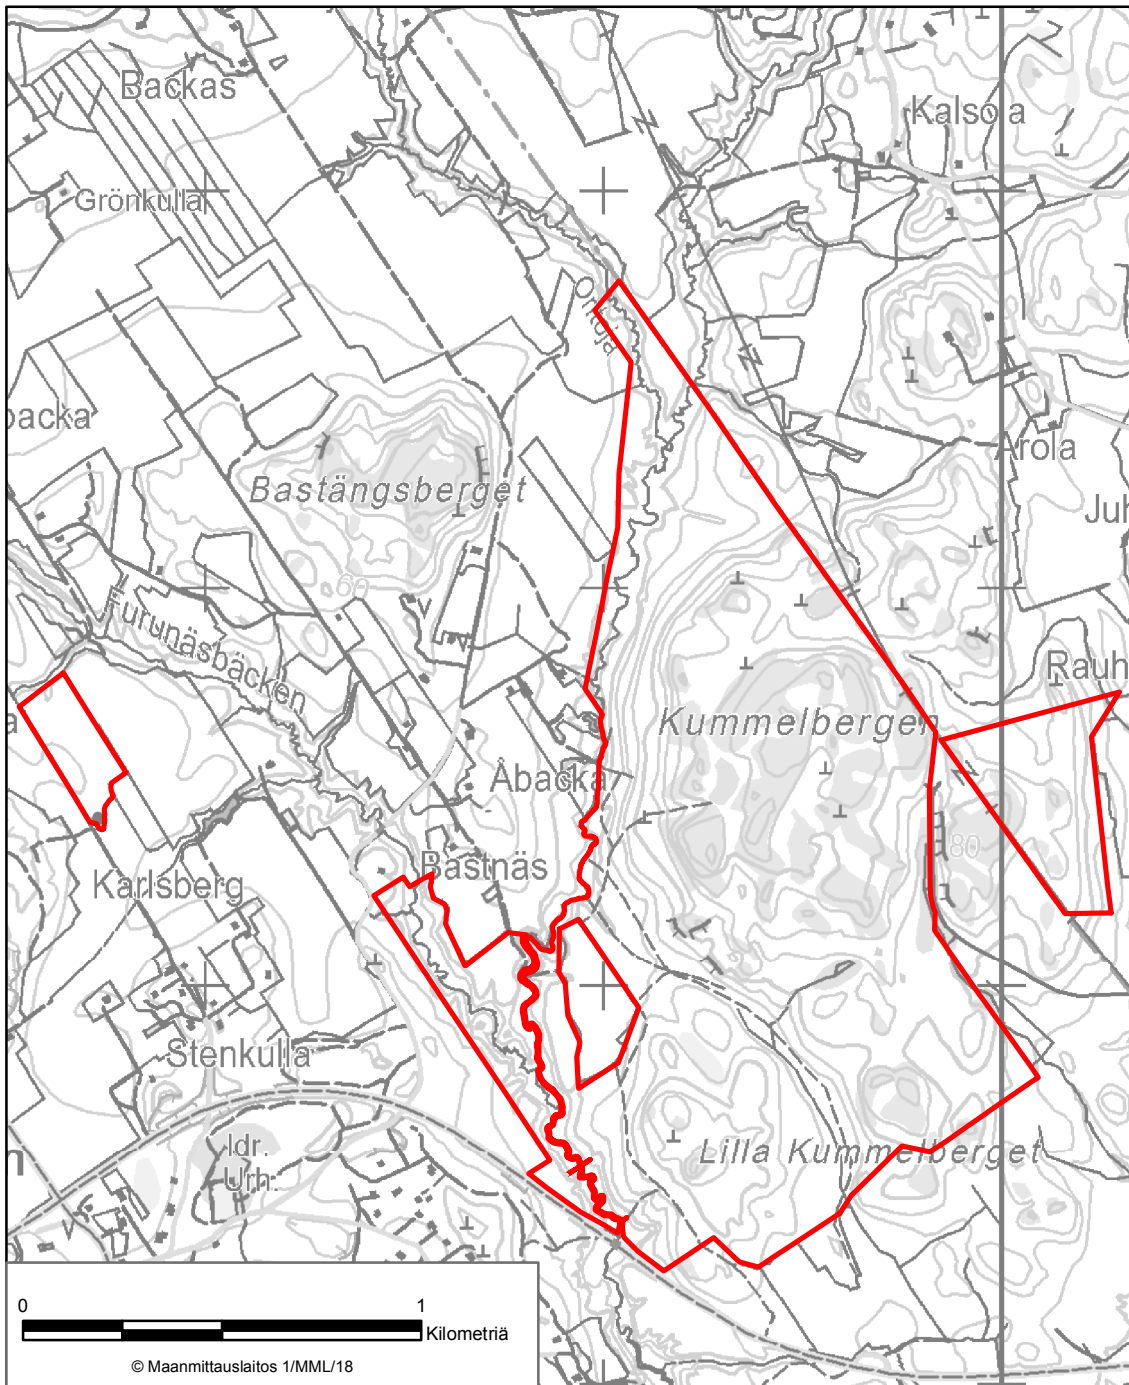 Backas
Kalsola
Grönkulla
backa
Arola
Bastängsberget
Juh
60
Furunäsbäcken
Rauh
a
Kummelbergen
Åbacka
80
Bastnäs
Karlsberg
Stenkulla
Idr.
Urh.
Lilla Kummelberget
0 1
Kilometriä
© Maanmittauslaitos 1/MML/18